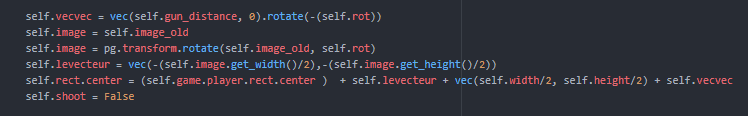 self.vecvec = vec(self.gun_distance, 0).rotate(-(self.rot))
self.image = self.image_old
self.image = pg.transform.rotate(self.image_old, self.rot)
self.levecteur = vec(-(self.image.get_width()/2),-(self.image.get_height()/2))
self.rect.center = (self.game.player.rect.center )  + self.levecteur + vec(self.width/2, self.height/2) + self.vecvec
self.shoot = False